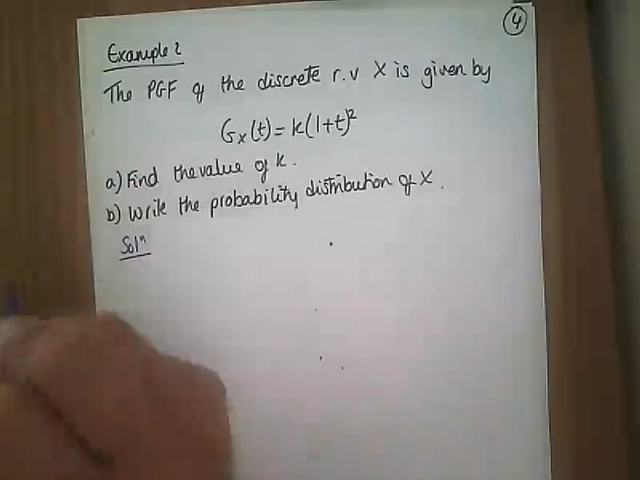 4
Example 2
The PGF of the discrete r.v X is given by
Gx(t) = k(1+t)²
a) Find the value of k.
b) Write the probability distribution of X.
Solⁿ